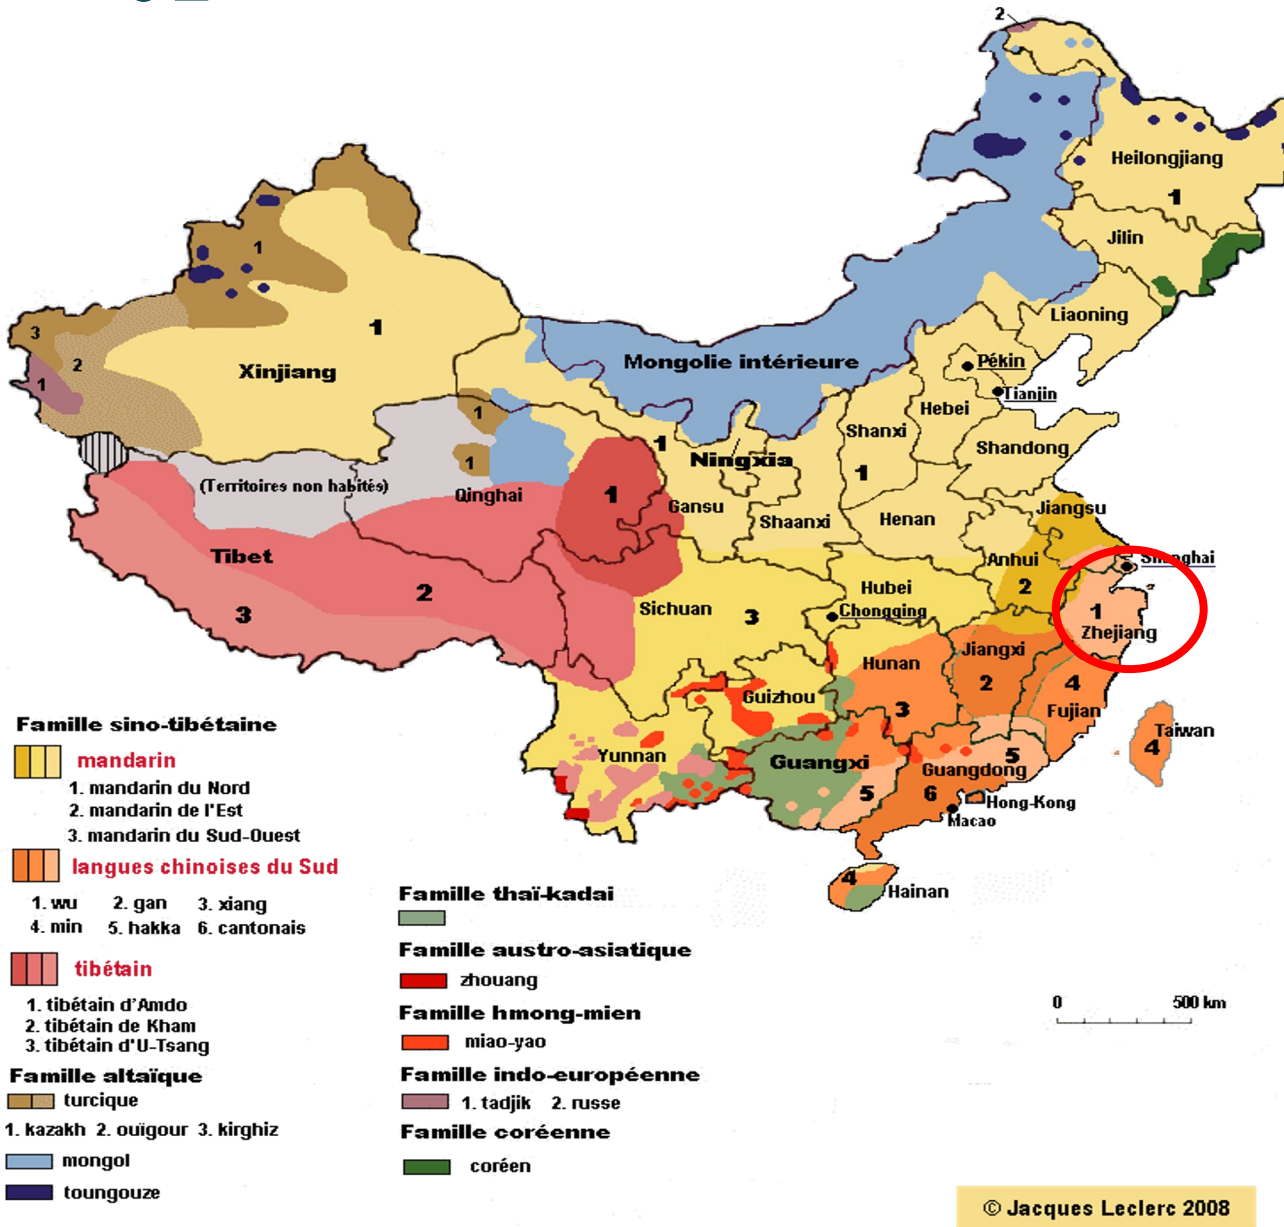 2
Heilongjiang
1
Jilin
1
Liaoning
3
1
2
Mongolie intérieure
Pékin
Xinjiang
1
Tianjin
Hebei
1
Shanxi
1
Shandong
Ningxia
1
1
(Territoires non habités)
Qinghai
1
Gansu
Jiangsu
Shaanxi
Henan
Tibet
Anhui
Shanghai
2
Hubei
2
3
Sichuan
3
Chongqing
1
Zhejiang
Jiangxi
Hunan
2
4
Guizhou
3
Fujian
Taiwan
4
Yunnan
Guangxi
5
Guangdong
5
6
Hong-Kong
Macao
4
Hainan
Famille sino-tibétaine
mandarin
1. mandarin du Nord
2. mandarin de l'Est
3. mandarin du Sud-Ouest
langues chinoises du Sud
1. wu 2. gan 3. xiang
4. min 5. hakka 6. cantonais
tibétain
1. tibétain d'Amdo
2. tibétain de Kham
3. tibétain d'U-Tsang
Famille altaïque
turcique
1. kazakh 2. ouïgour 3. kirghiz
mongol
toungouze
Famille thaï-kadai
Famille austro-asiatique
zhouang
Famille hmong-mien
miao-yao
Famille indo-européenne
1. tadjik 2. russe
Famille coréenne
coréen
0 500 km
© Jacques Leclerc 2008